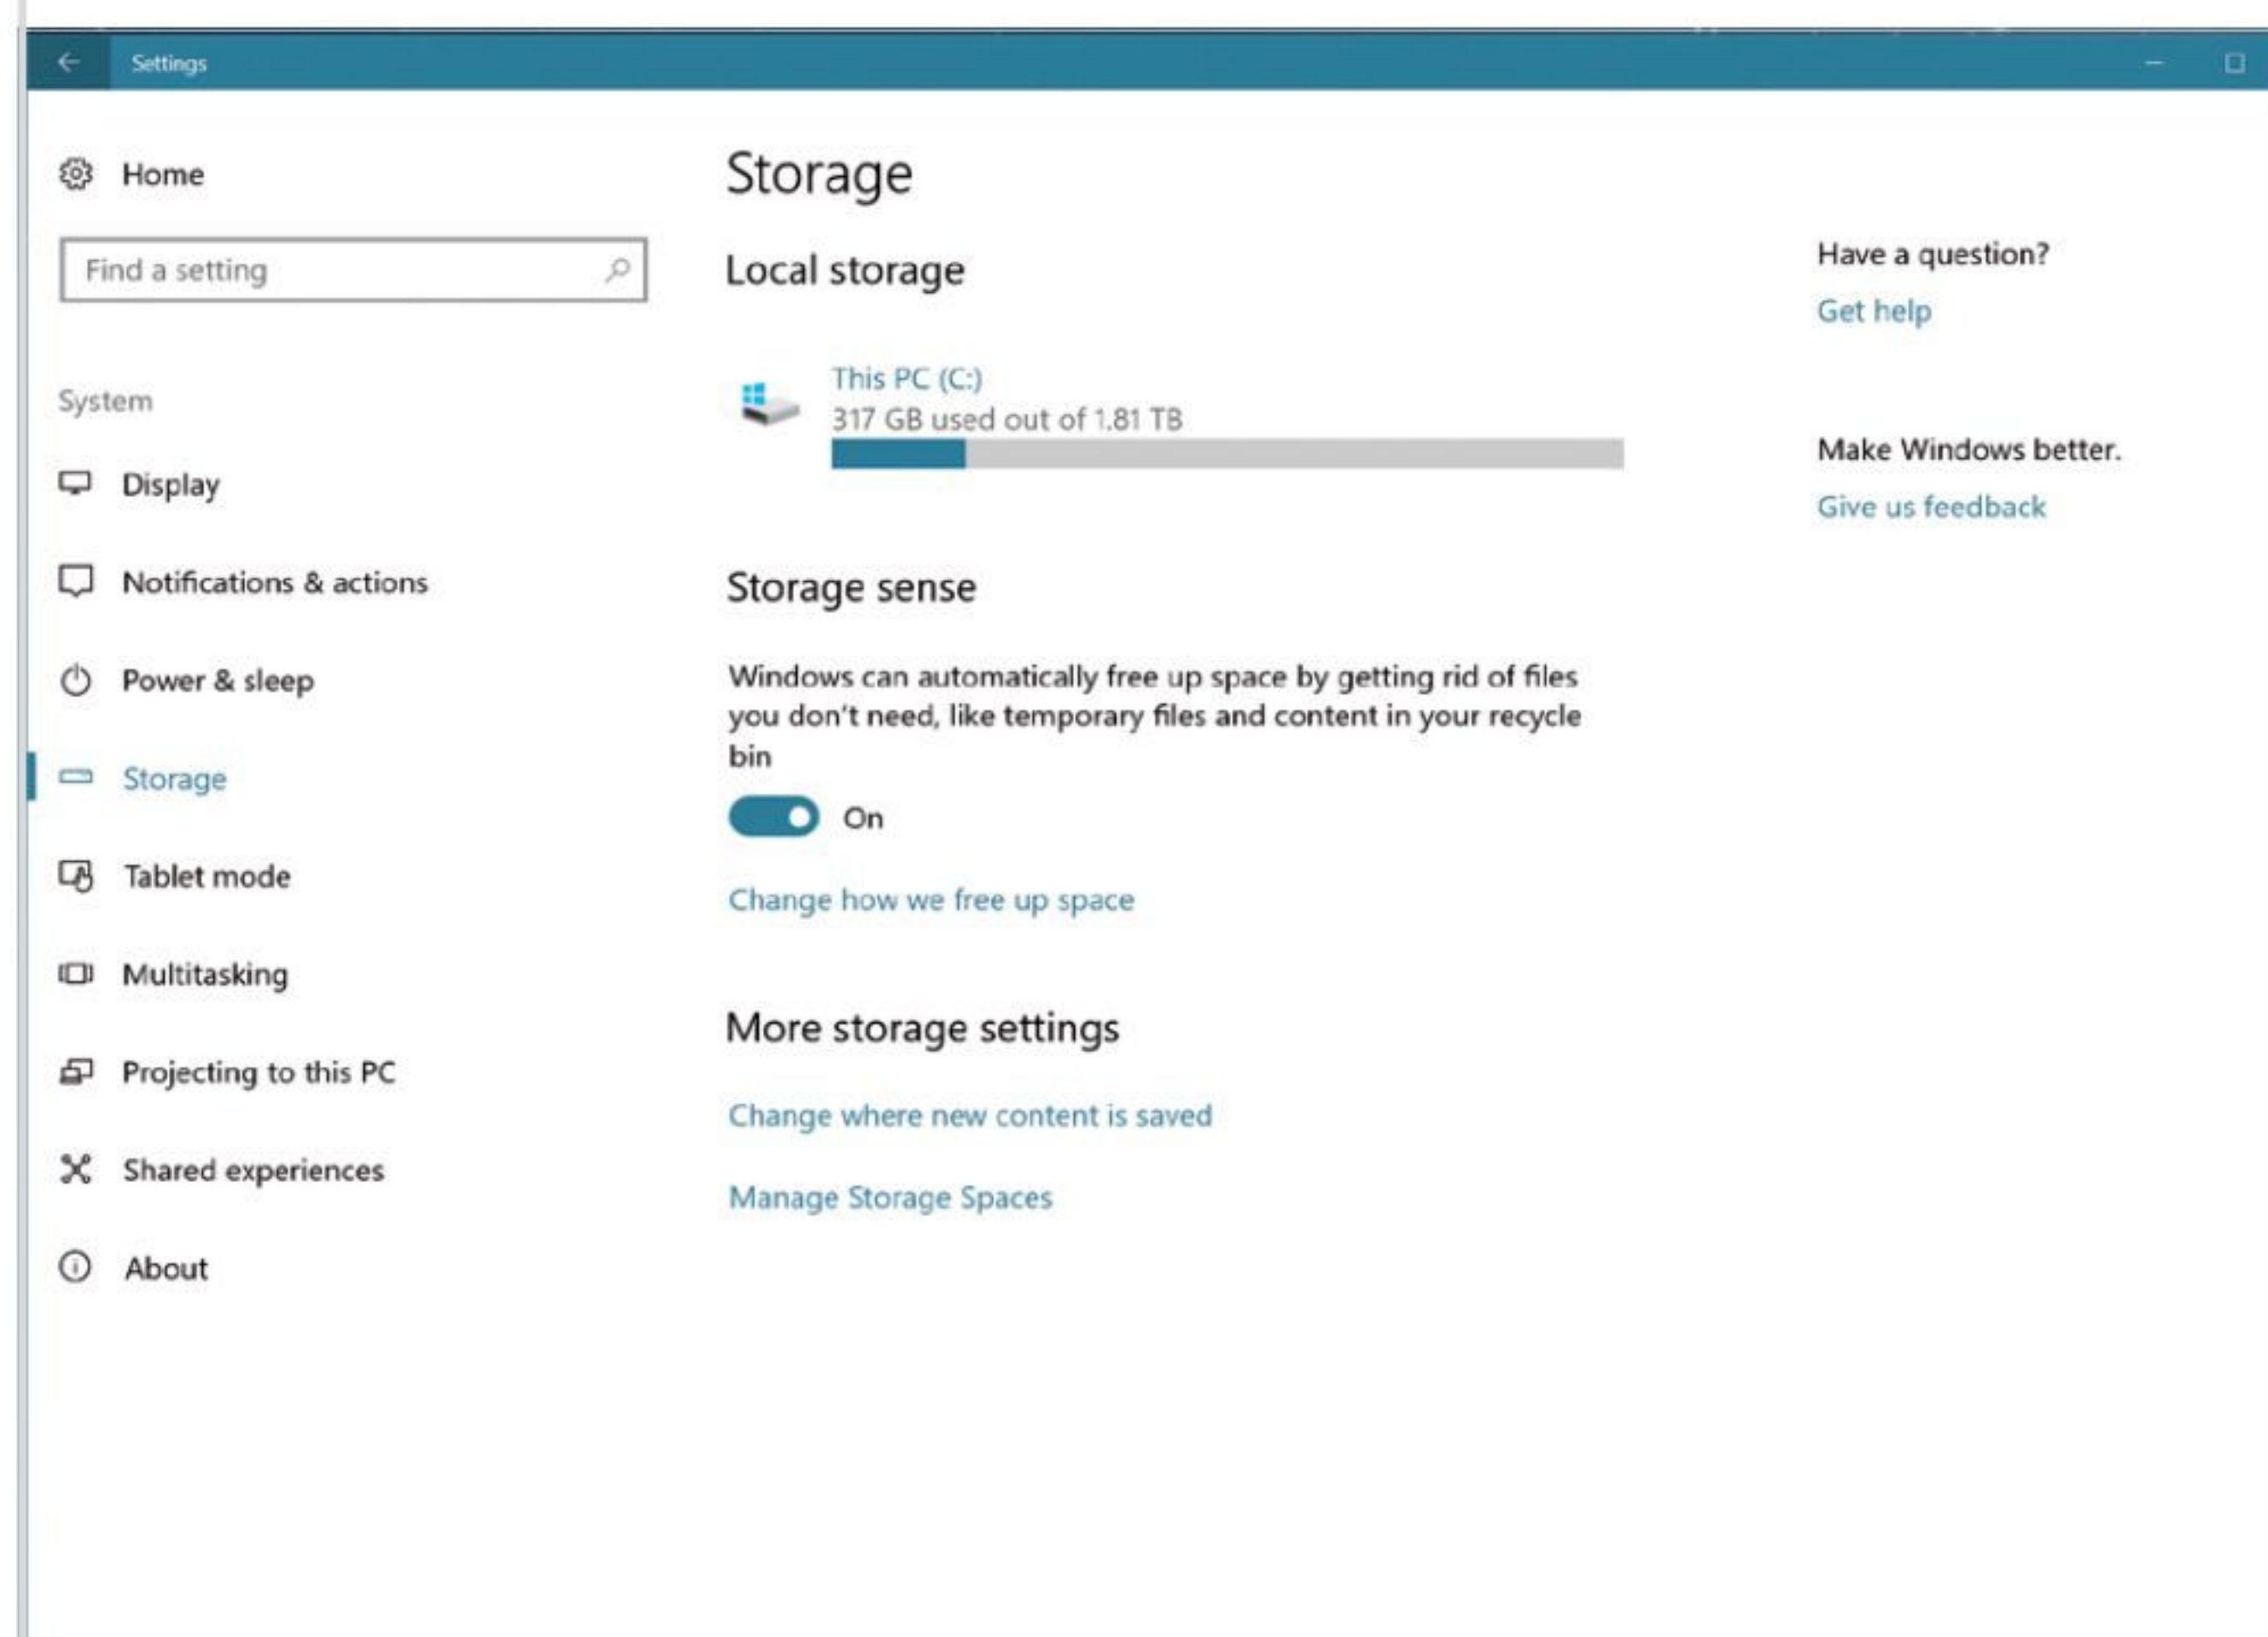 Settings
Home
Find a setting
System
Display
Notifications & actions
Power & sleep
Storage
Tablet mode
Multitasking
Projecting to this PC
Shared experiences
About
Storage
Local storage
This PC (C:)
317 GB used out of 1.81 TB
Storage sense
Windows can automatically free up space by getting rid of files
you don't need, like temporary files and content in your recycle
bin
On
Change how we free up space
More storage settings
Change where new content is saved
Manage Storage Spaces
Have a question?
Get help
Make Windows better.
Give us feedback